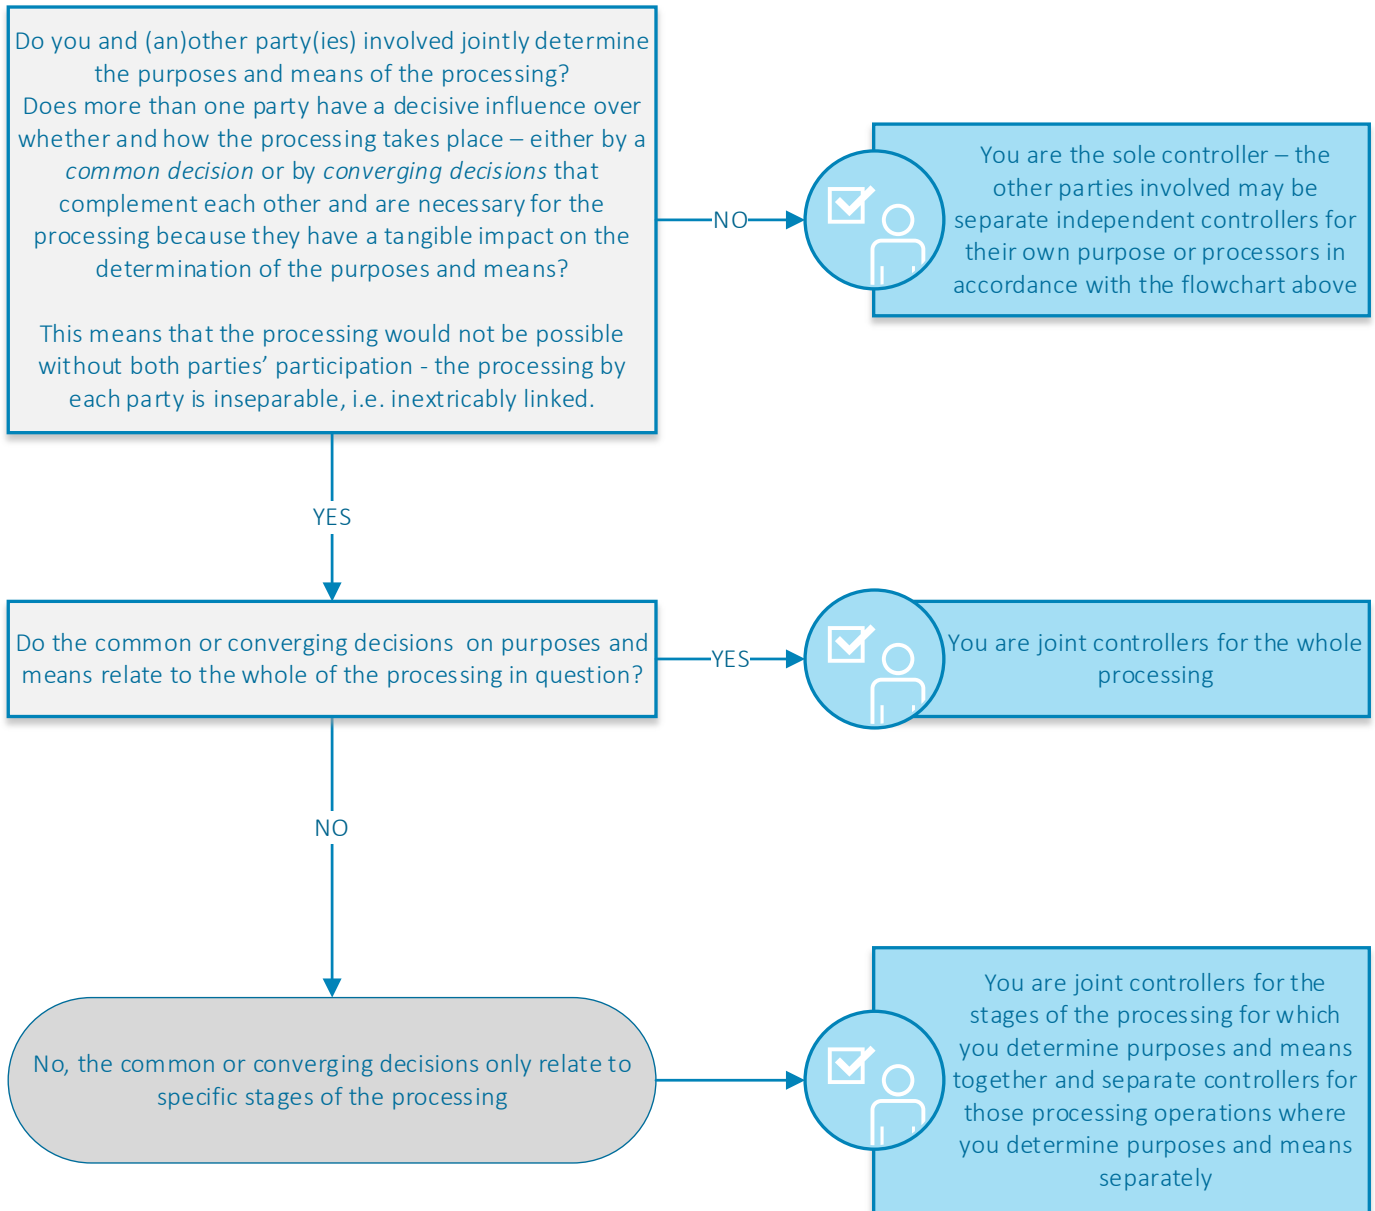 Do you and (an)other party(ies) involved jointly determine
the purposes and means of the processing?
Does more than one party have a decisive influence over
whether and how the processing takes place – either by a
common decision or by converging decisions that
complement each other and are necessary for the
processing because they have a tangible impact on the
determination of the purposes and means?
This means that the processing would not be possible
without both parties’ participation - the processing by
each party is inseparable, i.e. inextricably linked.
NO
You are the sole controller – the
other parties involved may be
separate independent controllers for
their own purpose or processors in
accordance with the flowchart above
YES
Do the common or converging decisions on purposes and
means relate to the whole of the processing in question?
YES
You are joint controllers for the whole
processing
NO
No, the common or converging decisions only relate to
specific stages of the processing
You are joint controllers for the
stages of the processing for which
you determine purposes and means
together and separate controllers for
those processing operations where
you determine purposes and means
separately